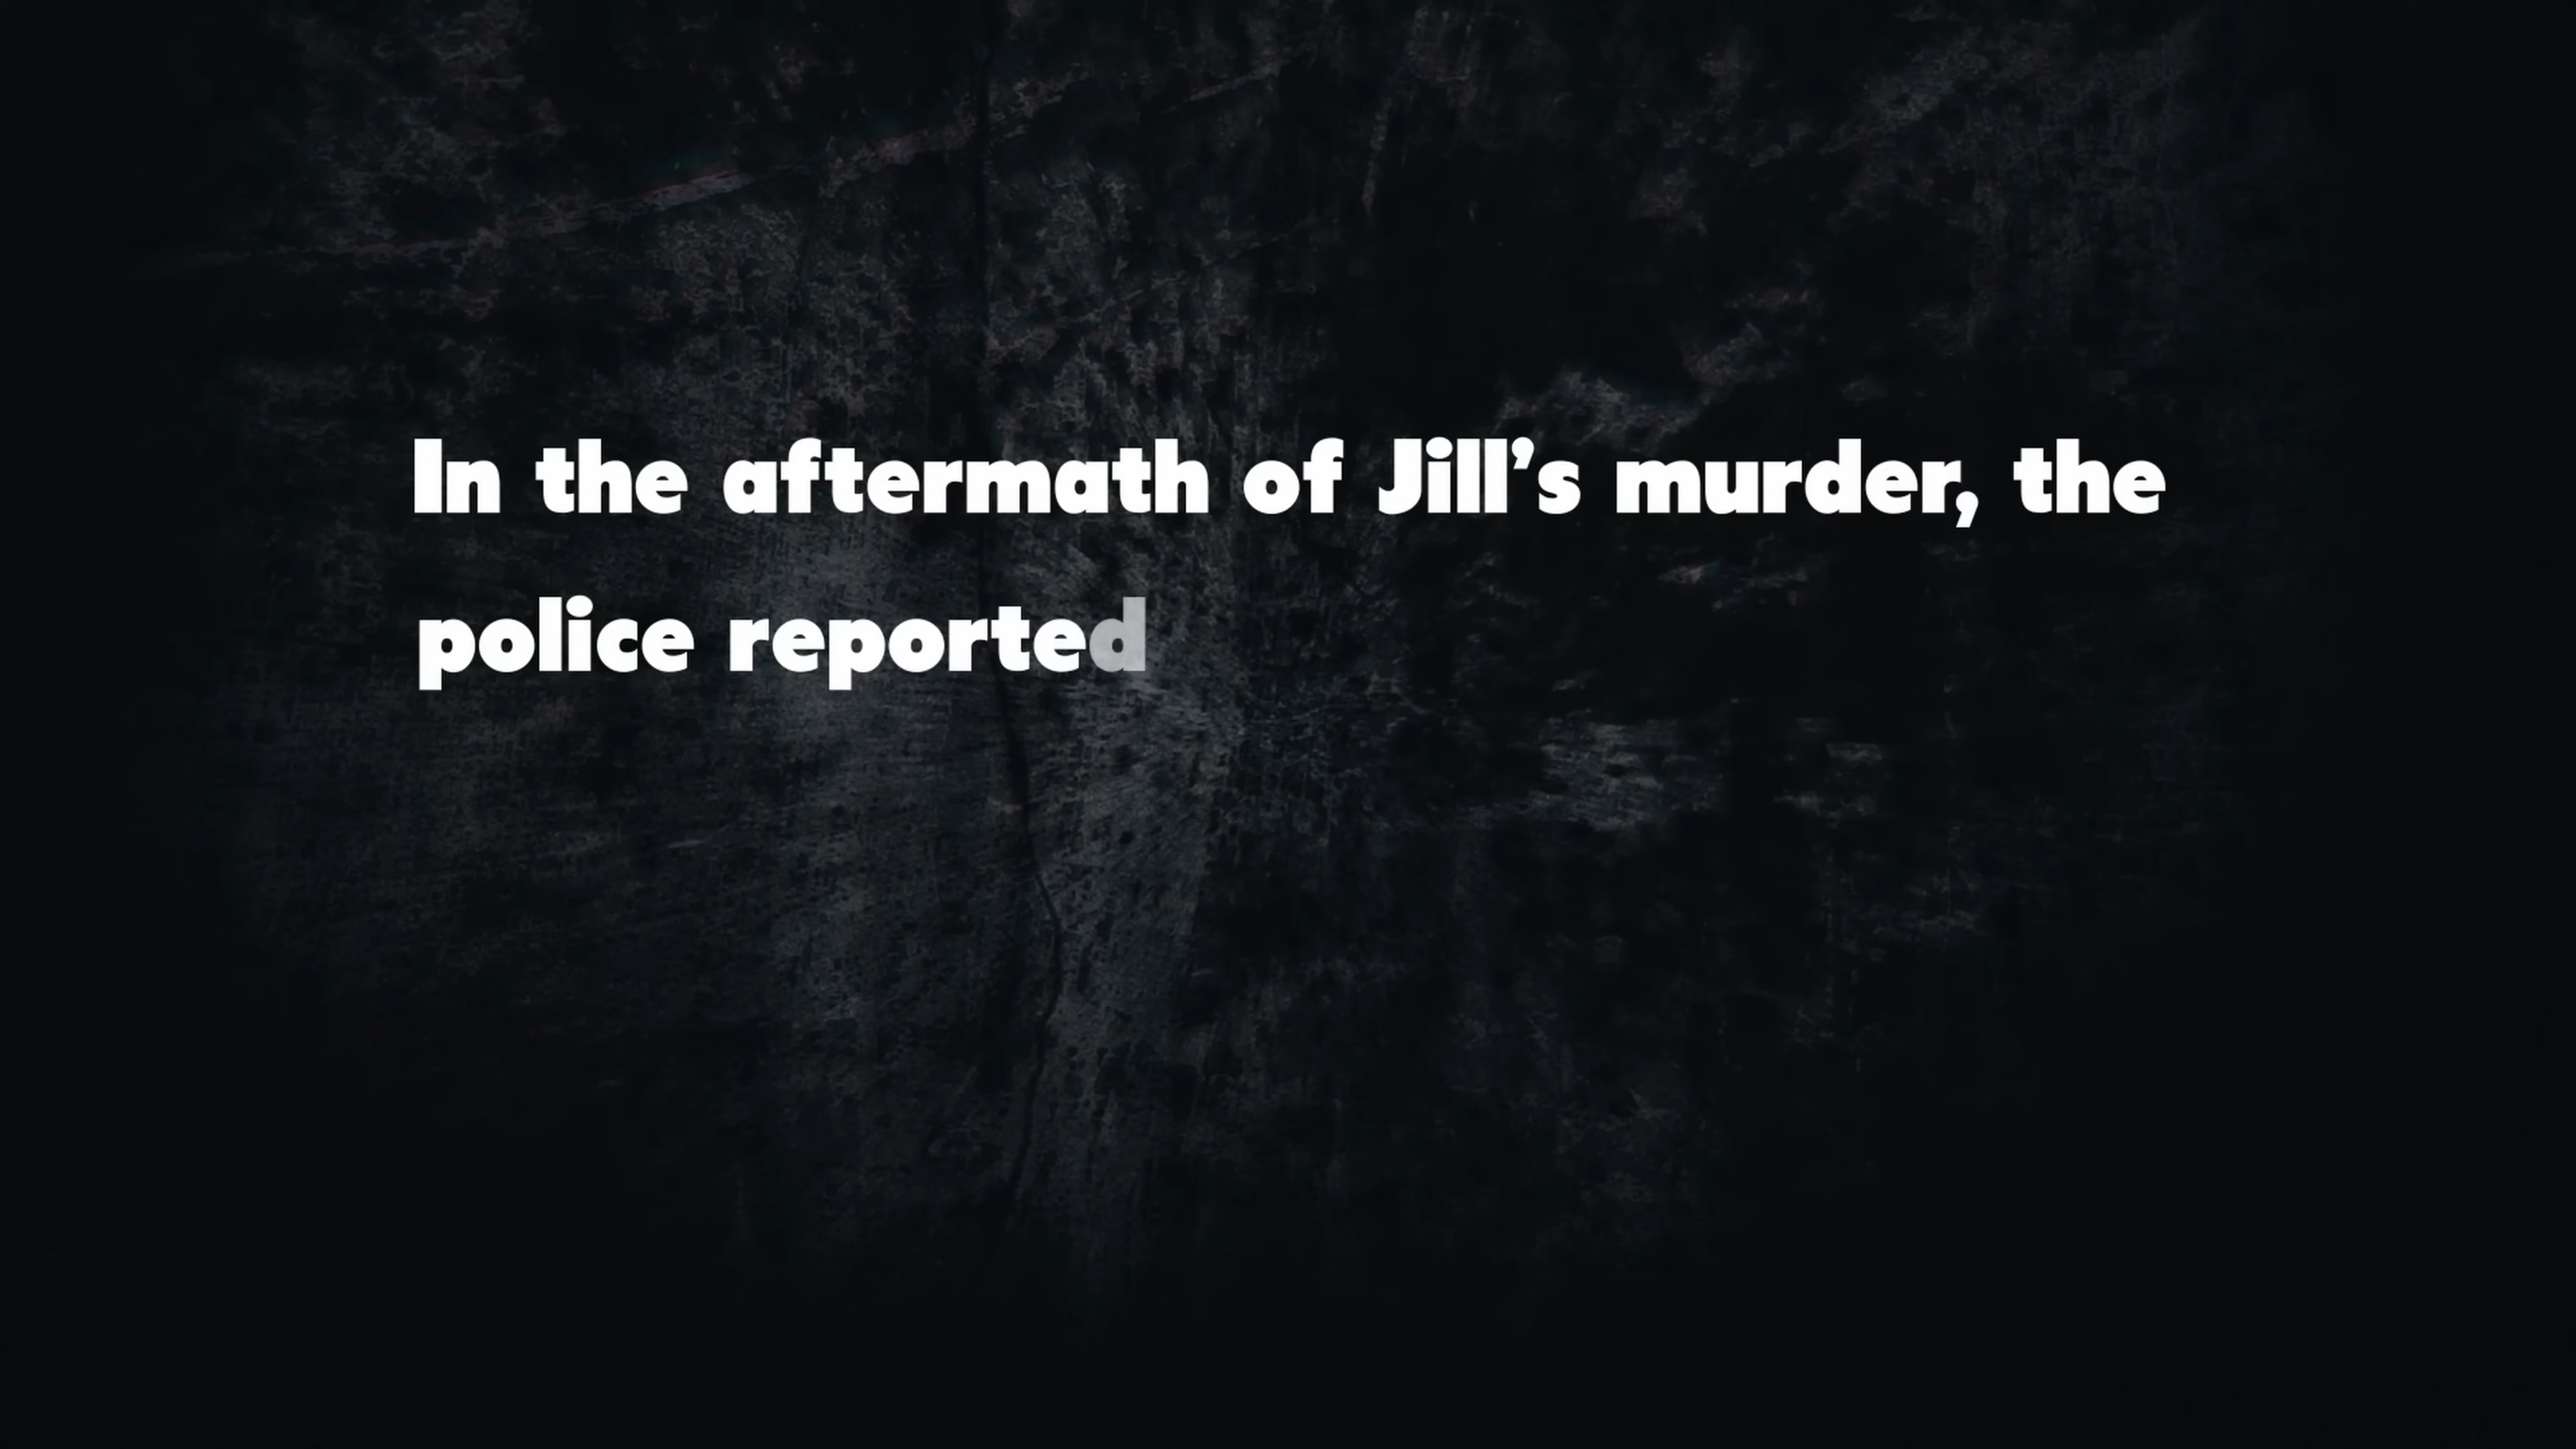 In the aftermath of Jill’s murder, the
police reported